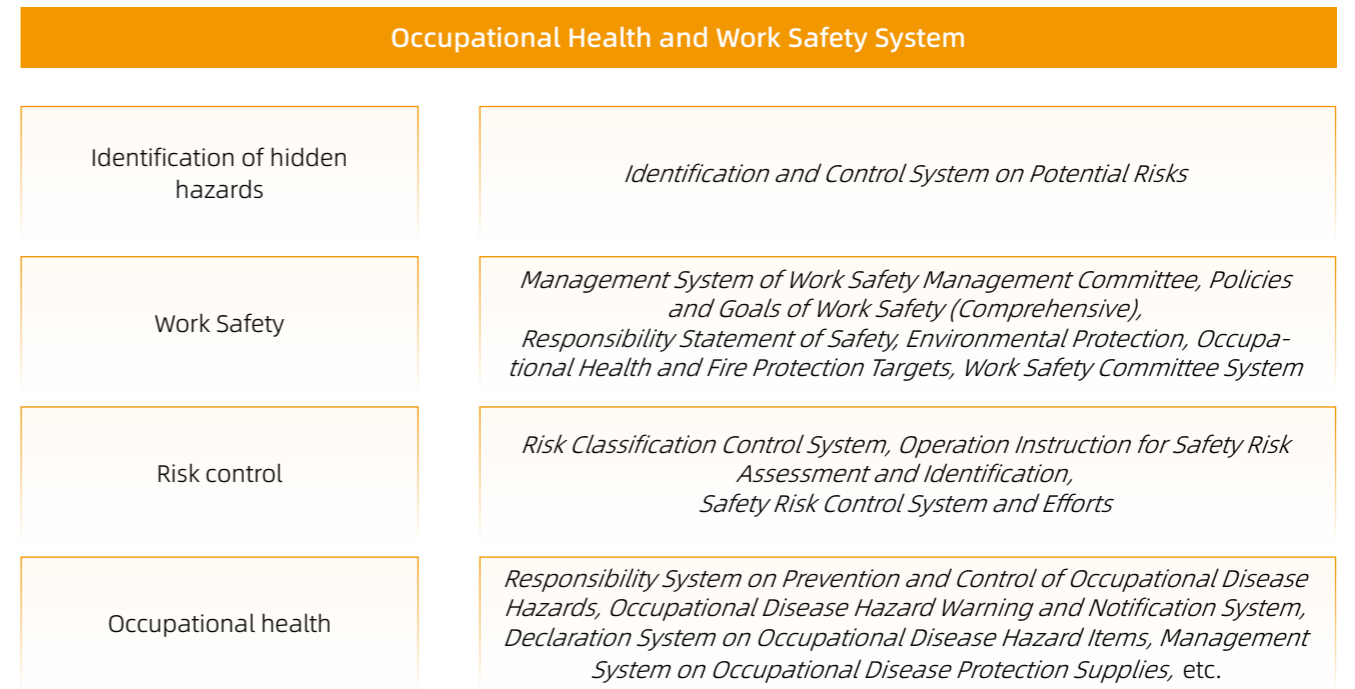 Occupational Health and Work Safety System
Identification of hidden
hazards
Identification and Control System on Potential Risks
Work Safety
Management System of Work Safety Management Committee, Policies
and Goals of Work Safety (Comprehensive),
Responsibility Statement of Safety, Environmental Protection, Occupa-
tional Health and Fire Protection Targets, Work Safety Committee System
Risk control
Risk Classification Control System, Operation Instruction for Safety Risk
Assessment and Identification,
Safety Risk Control System and Efforts
Occupational health
Responsibility System on Prevention and Control of Occupational Disease
Hazards, Occupational Disease Hazard Warning and Notification System,
Declaration System on Occupational Disease Hazard Items, Management
System on Occupational Disease Protection Supplies, etc.